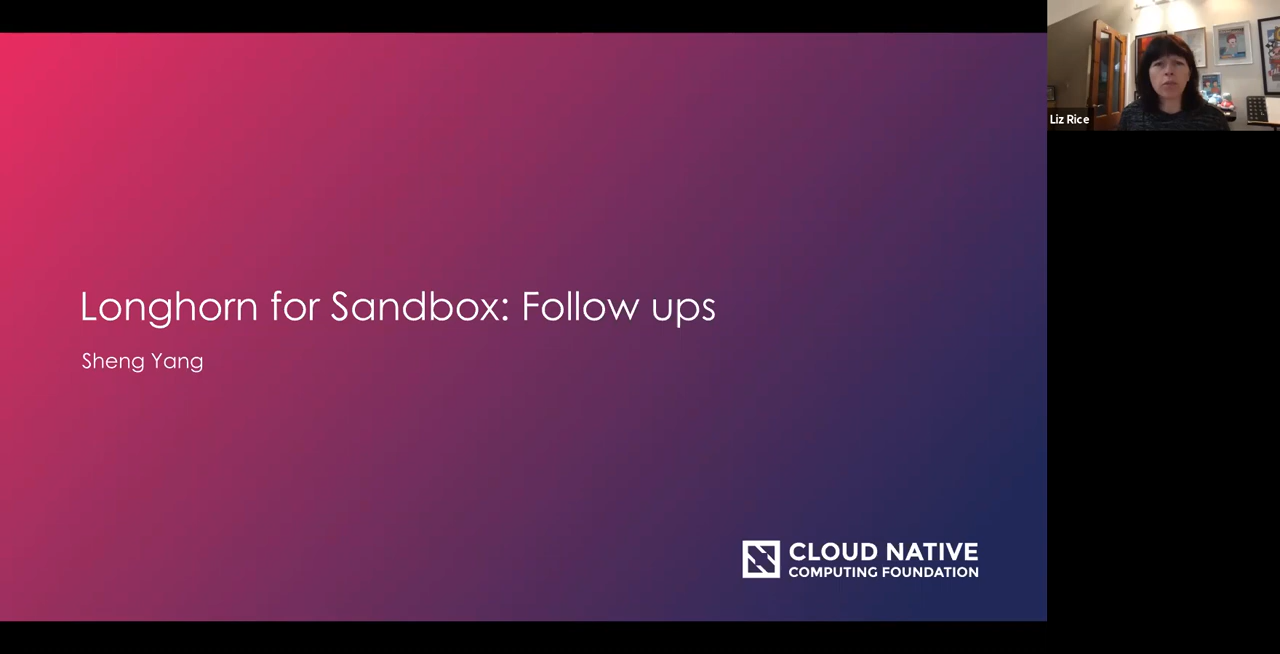 Longhorn for Sandbox: Follow ups
Sheng Yang
CLOUD NATIVE
COMPUTING FOUNDATION
Liz Rice